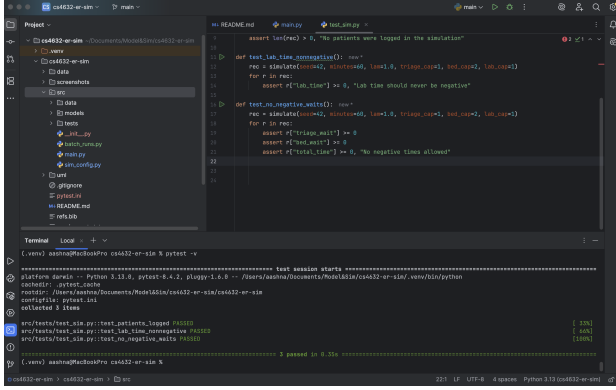 CS cs4632-er-sim main
main
Project
README.md main.py test_sim.py
cs4632-er-sim ~/Documents/Model&Sim/cs4632-er-sim
.venv
cs4632-er-sim
data
screenshots
src
data
models
tests
__init__.py
batch_runs.py
main.py
sim_config.py
uml
.gitignore
pytest.ini
README.md
refs.bib
assert len(rec) > 0, "No patients were logged in the simulation"
def test_lab_time_nonnegative(): new *
rec = simulate(seed=42, minutes=60, lam=1.0, triage_cap=1, bed_cap=2, lab_cap=1)
for r in rec:
assert r["lab_time"] >= 0, "Lab time should never be negative"
def test_no_negative_waits(): new *
rec = simulate(seed=42, minutes=60, lam=1.0, triage_cap=1, bed_cap=2, lab_cap=1)
for r in rec:
assert r["triage_wait"] >= 0
assert r["bed_wait"] >= 0
assert r["total_time"] >= 0, "No negative times allowed"
22
Terminal Local
(.venv) aashna@MacBookPro cs4632-er-sim % pytest -v
test session starts
platform darwin -- Python 3.13.0, pytest-8.4.2, pluggy-1.6.0 -- /Users/aashna/Documents/Model&Sim/cs4632-er-sim/.venv/bin/python
cachedir: .pytest_cache
rootdir: /Users/aashna/Documents/Model&Sim/cs4632-er-sim/cs4632-er-sim
configfile: pytest.ini
collected 3 items
src/tests/test_sim.py::test_patients_logged PASSED [ 33%]
src/tests/test_sim.py::test_lab_time_nonnegative PASSED [ 66%]
src/tests/test_sim.py::test_no_negative_waits PASSED [100%]
3 passed in 0.35s
(.venv) aashna@MacBookPro cs4632-er-sim %
cs4632-er-sim > cs4632-er-sim > src 22:1 LF UTF-8 4 spaces Python 3.13 (cs4632-er-sim)